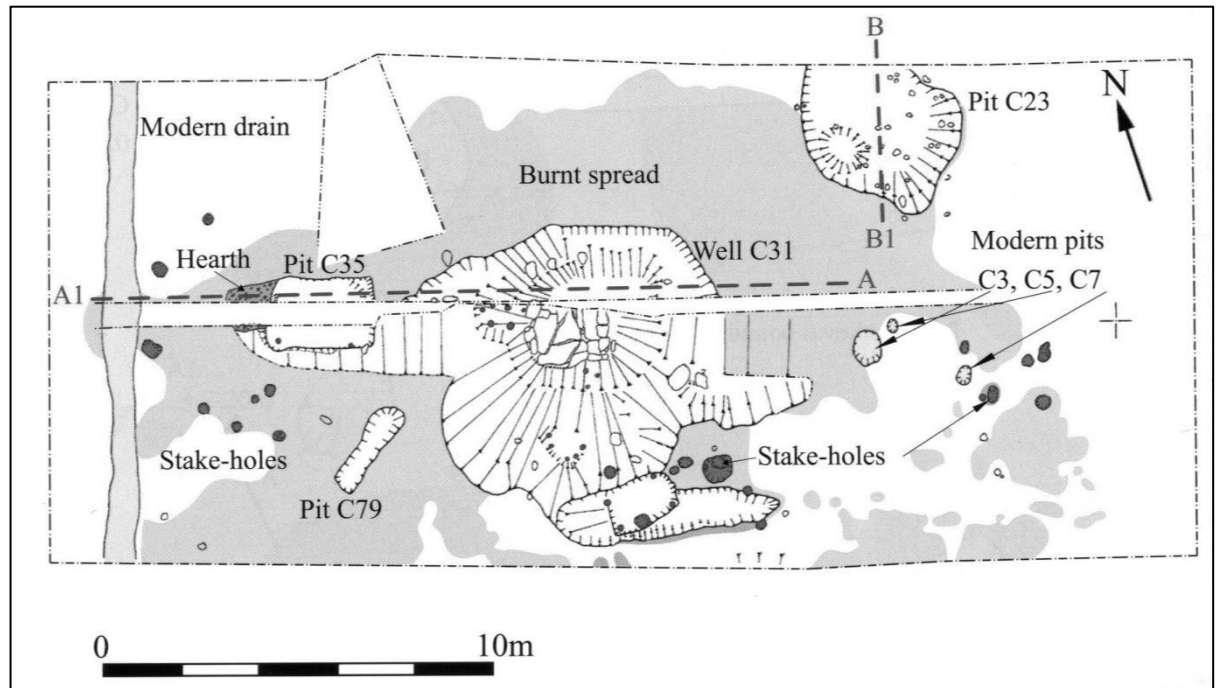 B
N
Modern drain
Pit C23
Burnt spread
B1
Hearth
Pit C35
Well C31
Modern pits
C3, C5, C7
A1
A
Stake-holes
Stake-holes
Pit C79
0
10m